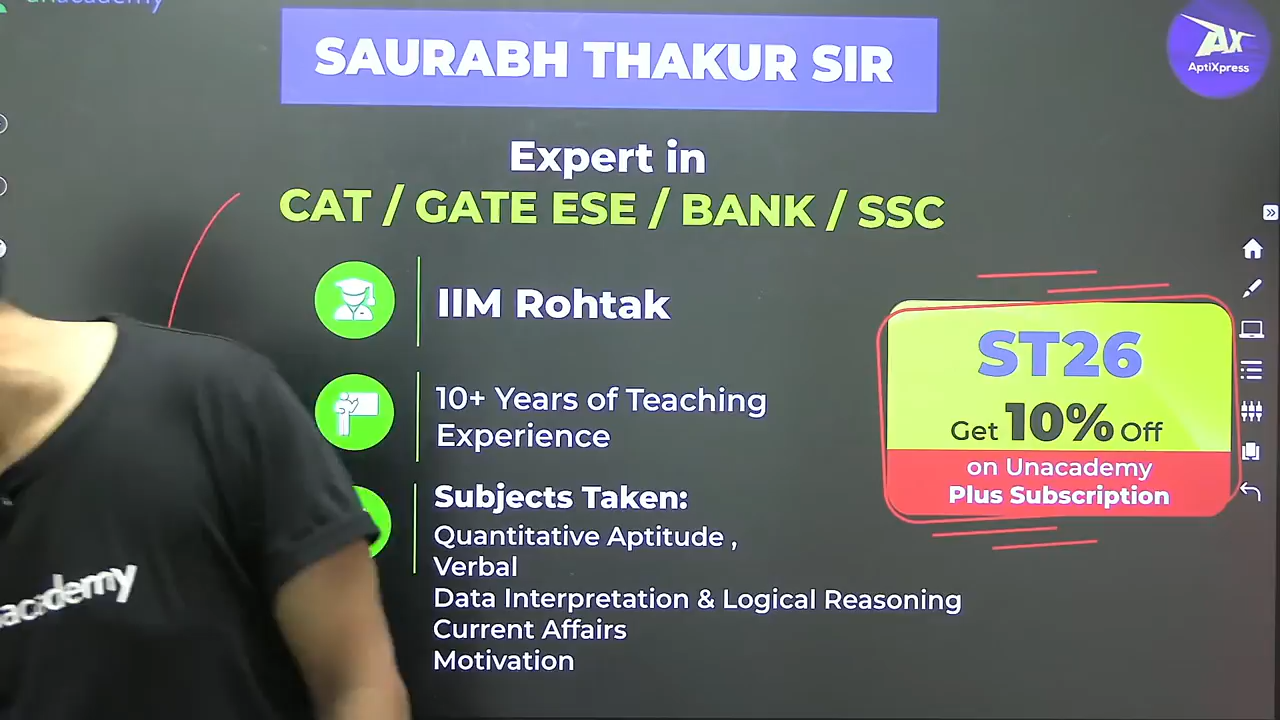 unacademy
SAURABH THAKUR SIR
AX
AptiXpress
Expert in
CAT / GATE ESE / BANK / SSC
IIM Rohtak
10+ Years of Teaching
Experience
Subjects Taken:
Quantitative Aptitude ,
Verbal
Data Interpretation & Logical Reasoning
Current Affairs
Motivation
ST26
Get 10% Off
on Unacademy
Plus Subscription